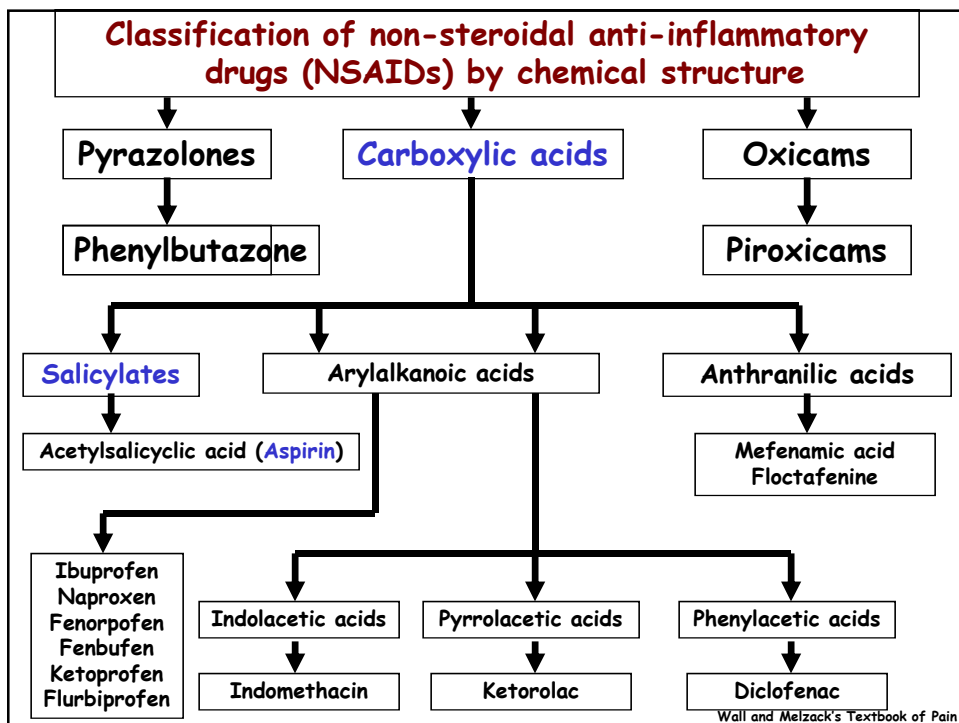 Classification of non-steroidal anti-inflammatory
drugs (NSAIDs) by chemical structure
Pyrazolones
Carboxylic acids
Oxicams
Phenylbutazone
Piroxicams
Salicylates
Arylalkanoic acids
Anthranilic acids
Acetylsalicyclic acid (Aspirin)
Mefenamic acid
Floctafenine
Ibuprofen
Naproxen
Fenorpofen
Fenbufen
Ketoprofen
Flurbiprofen
Indolacetic acids
Pyrrolacetic acids
Phenylacetic acids
Indomethacin
Ketorolac
Diclofenac
Wall and Melzack's Textbook of Pain